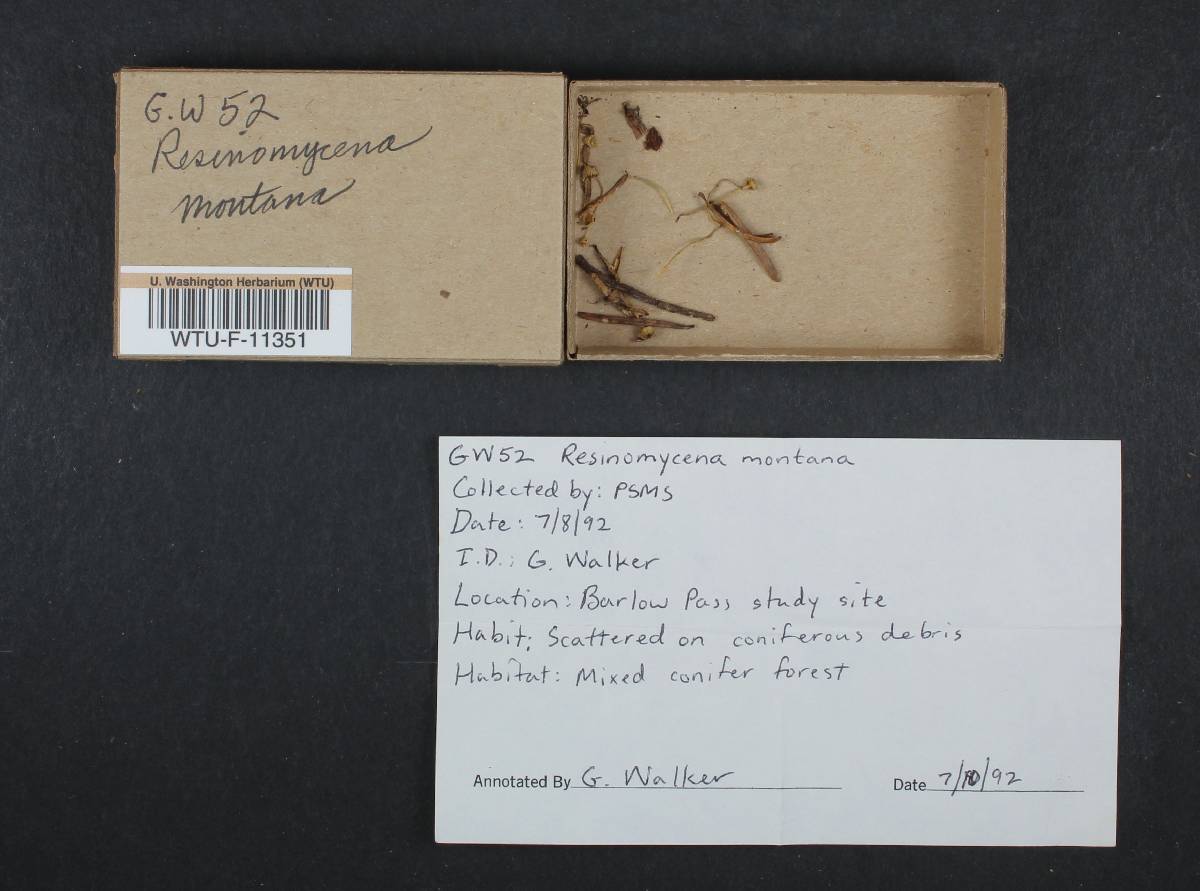 G.W 52
Resinomycena
montana
U. Washington Herbarium (WTU)
WTU-F-11351
GW52 Resinomycena montana
Collected by: PSMS
Date: 7/8/92
I.D.: G. Walker
Location: Barlow Pass study site
Habit: Scattered on coniferous debris
Habitat: Mixed conifer forest
Annotated By G. Walker Date 7/10/92